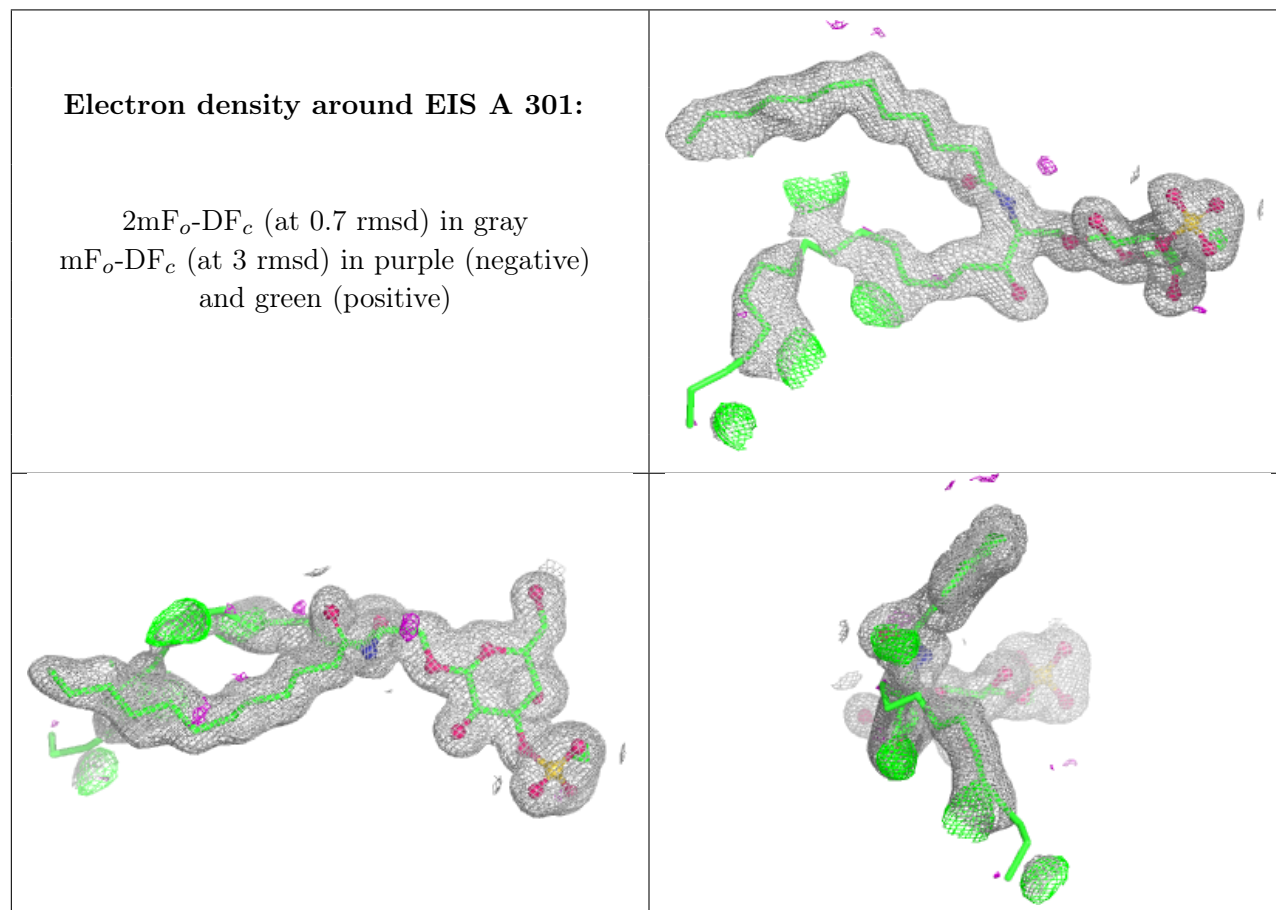 Electron density around EIS A 301:
2mFo-DFc (at 0.7 rmsd) in gray
mFo-DFc (at 3 rmsd) in purple (negative)
and green (positive)